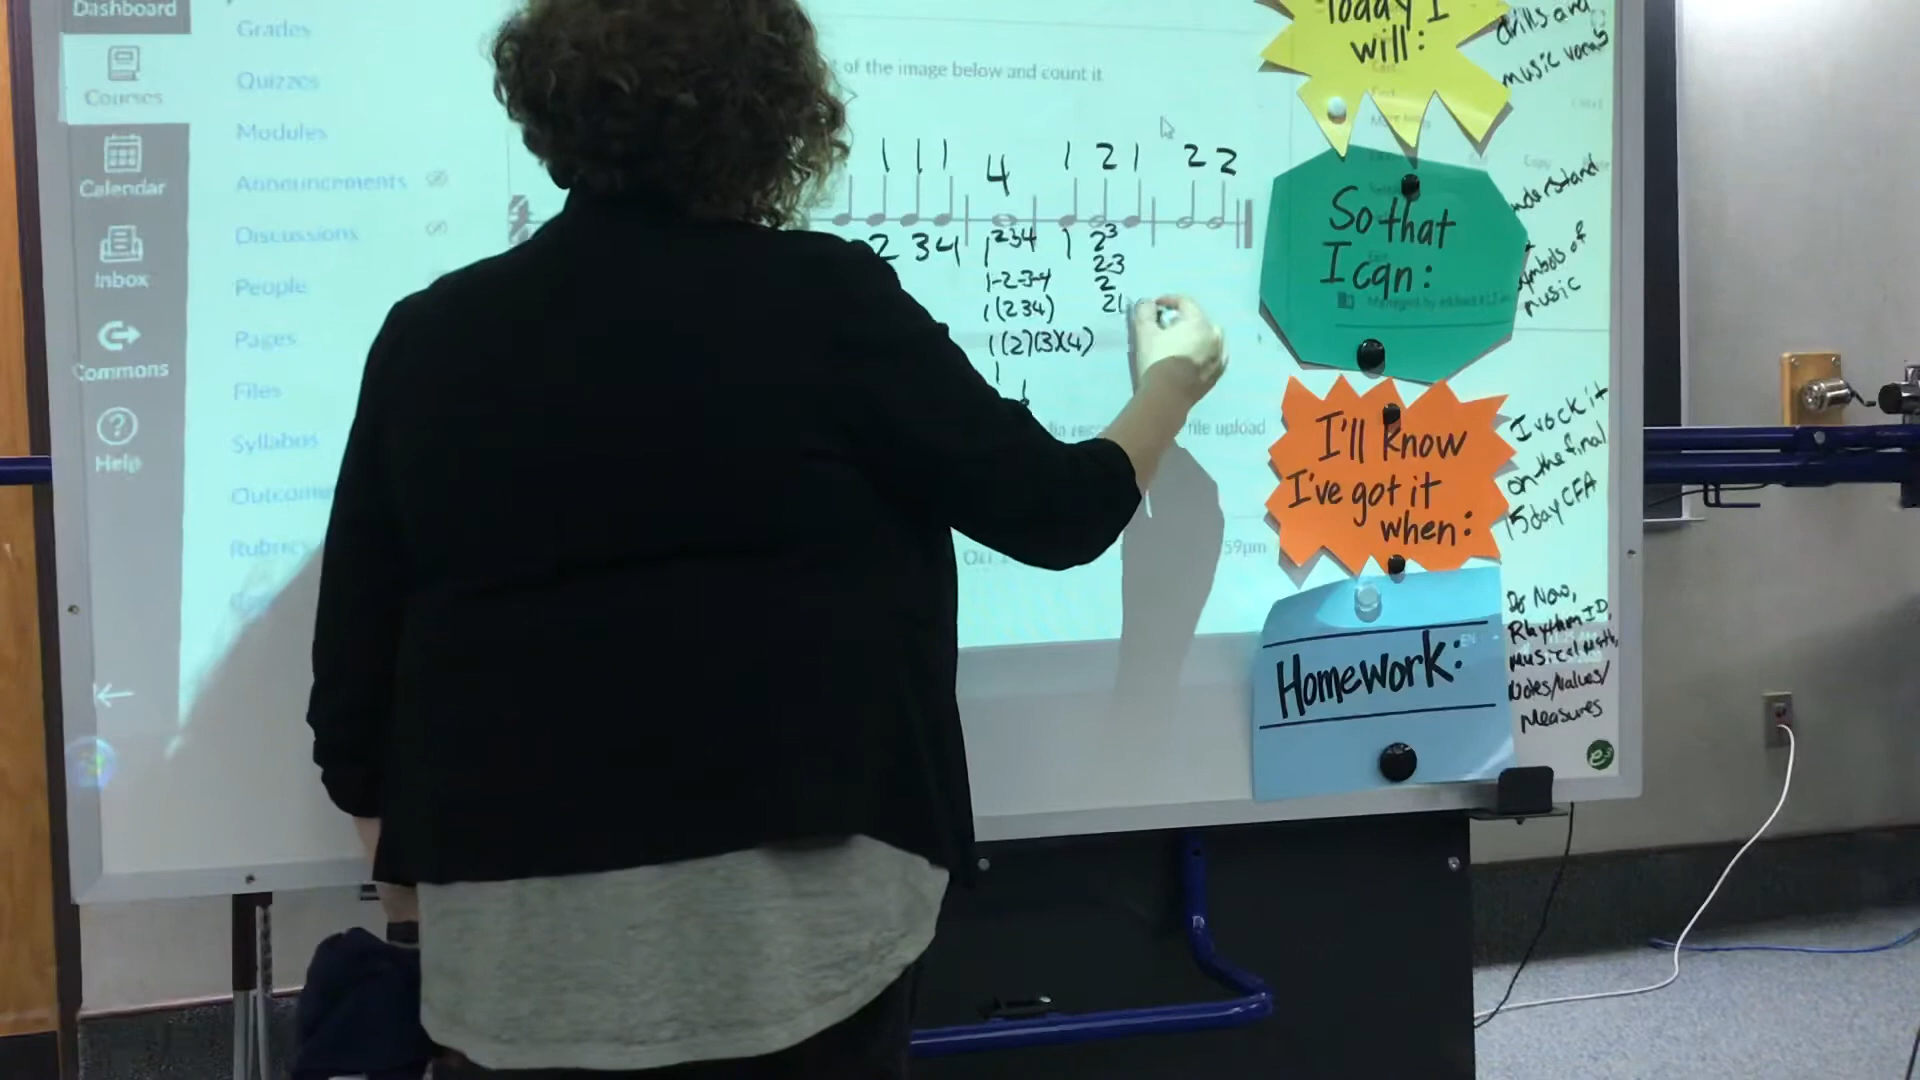 Dashboard
Courses
Calendar
Inbox
Commons
Help
Grades
Quizzes
Modules
Announcements
Discussions
People
Pages
Files
Syllabus
Rubrics
of the image below and count it
1 1 1 4 1 2 1 2 2
2 3 4 1 2 3 4 1 2 3
1-2-3-4 2-3
1 (2 3 4) 2
1 (2)(3)(4) 2(
1
file upload
59pm
Today I
will:
drills and
music vocab
So that
I can:
understand
symbols of
music
I'll know
I've got it
when:
I rock it
on the final
15 day CFA
Homework:
Do Now,
Rhythm ID,
Musical Math,
Notes/Values/
Measures